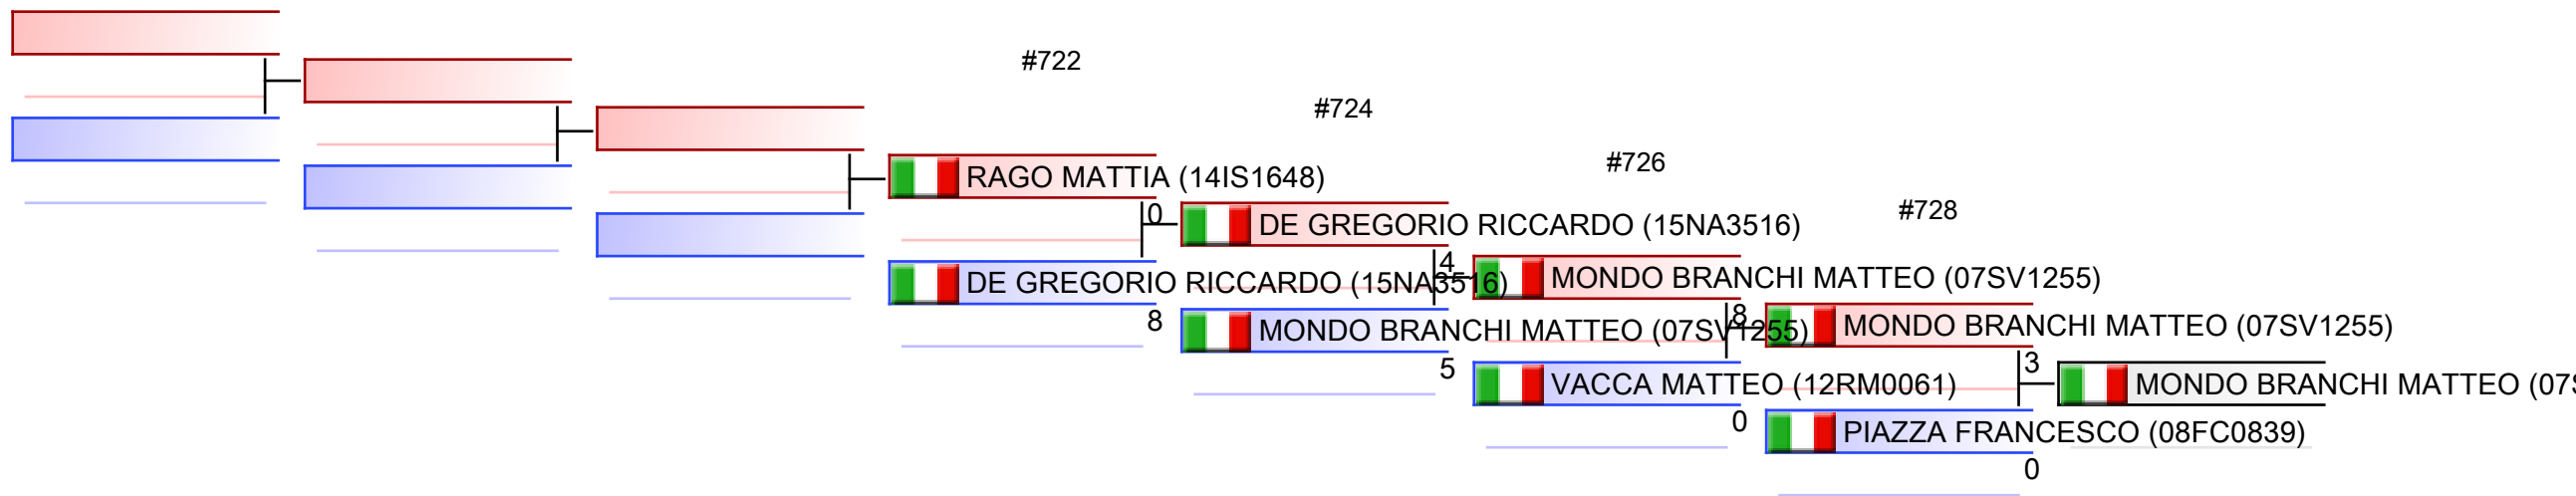 #722
#724
#726
RAGO MATTIA (14IS1648)
#728
0
DE GREGORIO RICCARDO (15NA3516)
4
DE GREGORIO RICCARDO (15NA3516)
MONDO BRANCHI MATTEO (07SV1255)
8
8
MONDO BRANCHI MATTEO (07SV1255)
MONDO BRANCHI MATTEO (07SV1255)
5
3
VACCA MATTEO (12RM0061)
MONDO BRANCHI MATTEO (07
0
PIAZZA FRANCESCO (08FC0839)
0